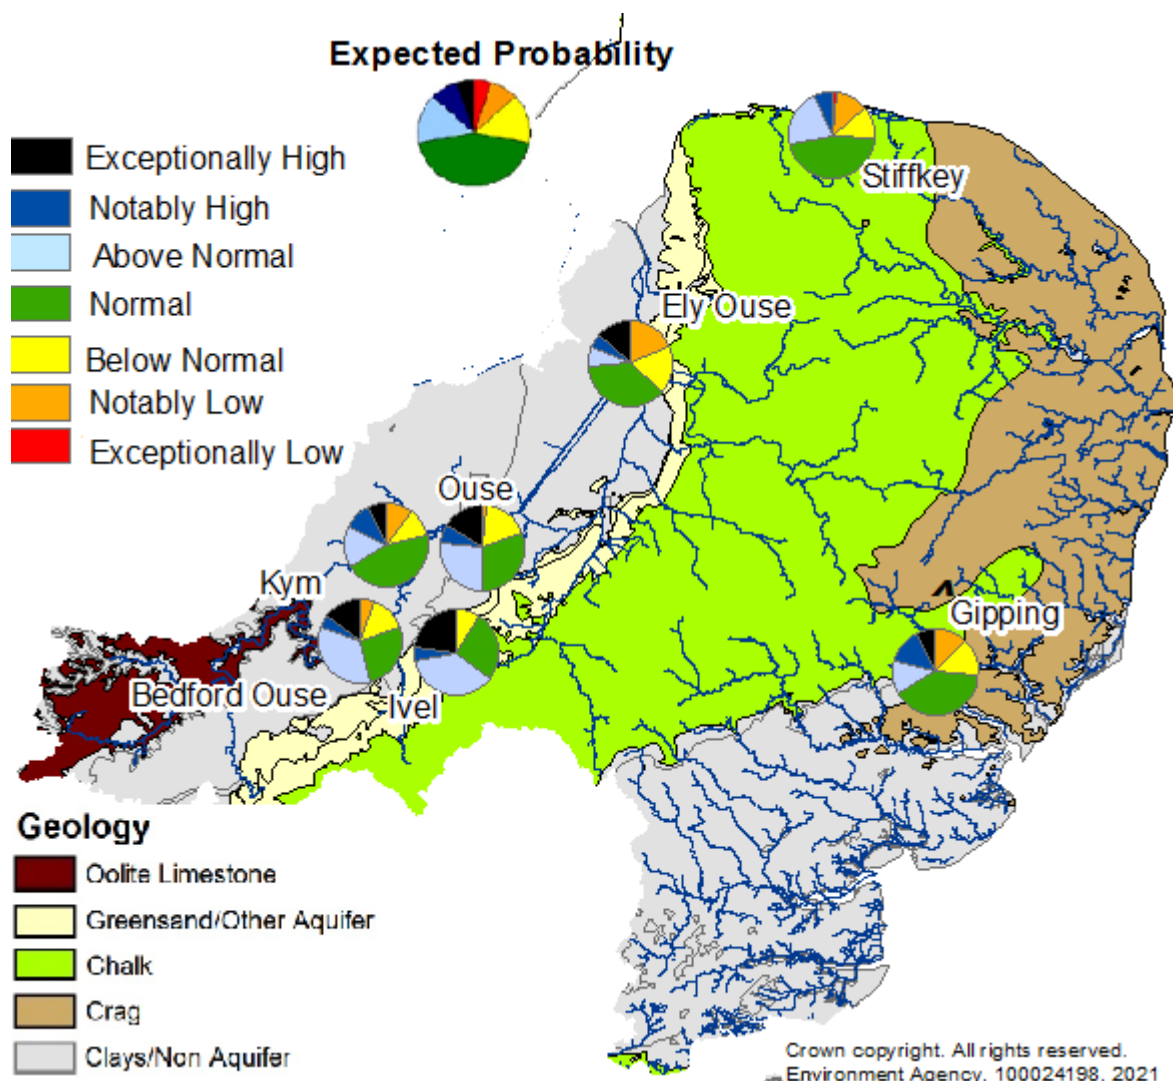 Expected Probability
Exceptionally High
Notably High
Above Normal
Normal
Below Normal
Notably Low
Exceptionally Low
Stiffkey
Ely Ouse
Ouse
Kym
Bedford Ouse
Ivel
Gipping
Geology
Oolite Limestone
Greensand/Other Aquifer
Chalk
Crag
Clays/Non Aquifer
Crown copyright. All rights reserved.
Environment Agency, 100024198, 2021